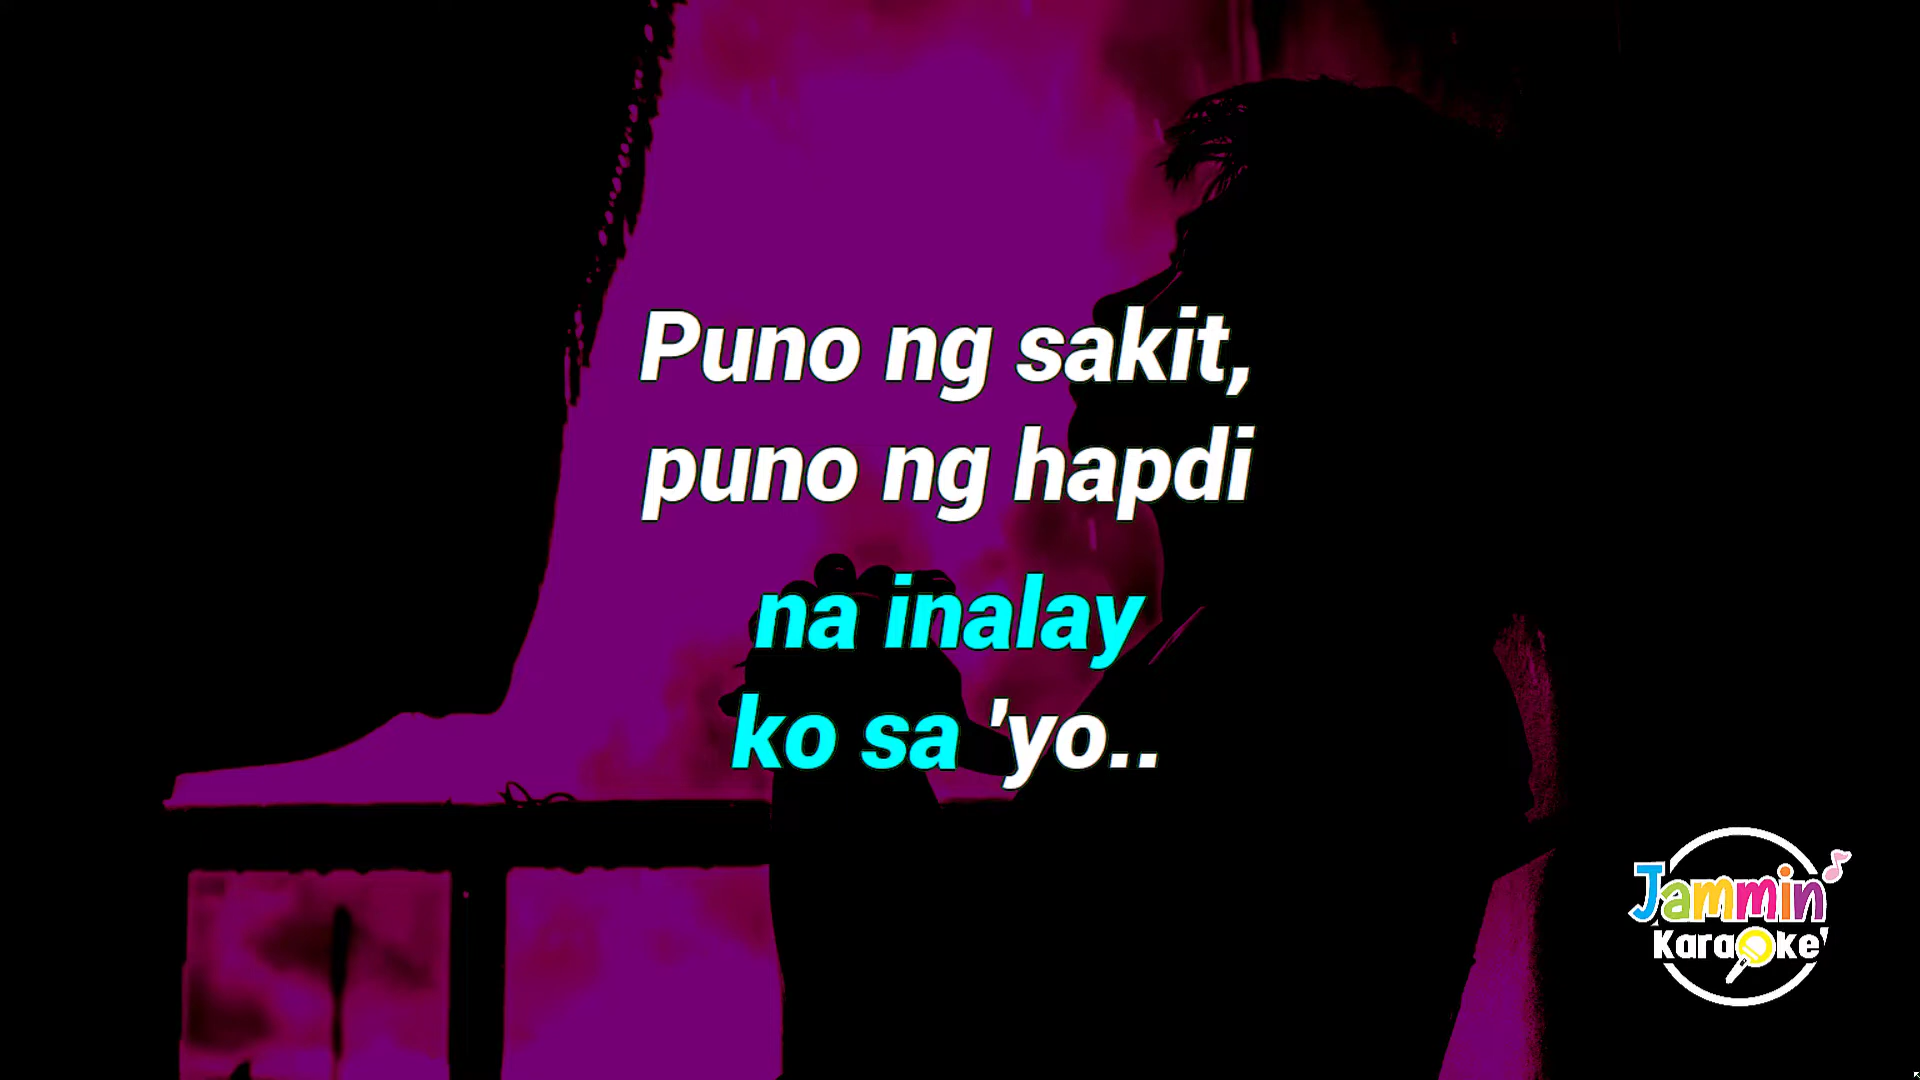 Puno ng sakit,
puno ng hapdi
na inalay
ko sa 'yo..
Jammin'
Karaoke'